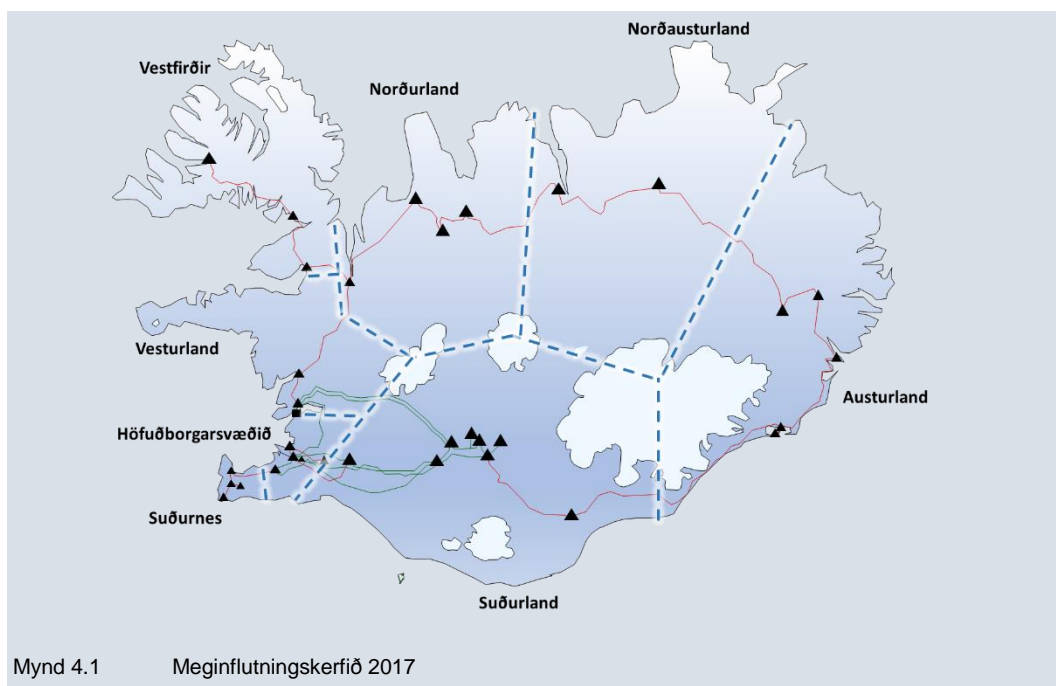 Norðausturland
Vestfirðir
Norðurland
Vesturland
Austurland
Höfuðborgarsvæðið
Suðurnes
Suðurland
Mynd 4.1 Meginflutningskerfið 2017